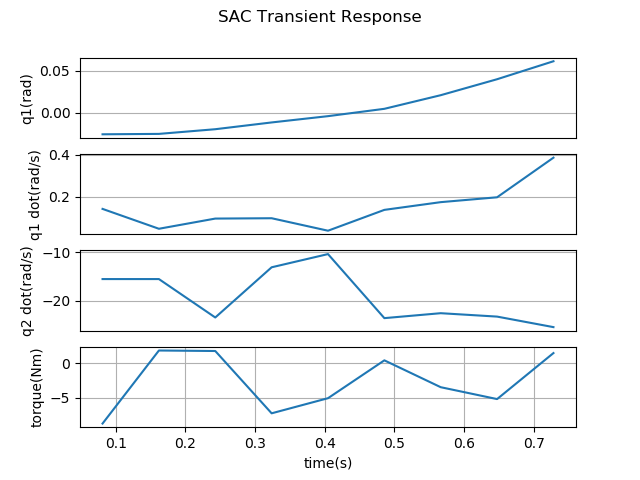 SAC Transient Response
q1(rad)
0.05
0.00
q1 dot(rad/s)
0.4
0.2
q2 dot(rad/s)
−10
−20
torque(Nm)
0
−5
0.1 0.2 0.3 0.4 0.5 0.6 0.7
time(s)